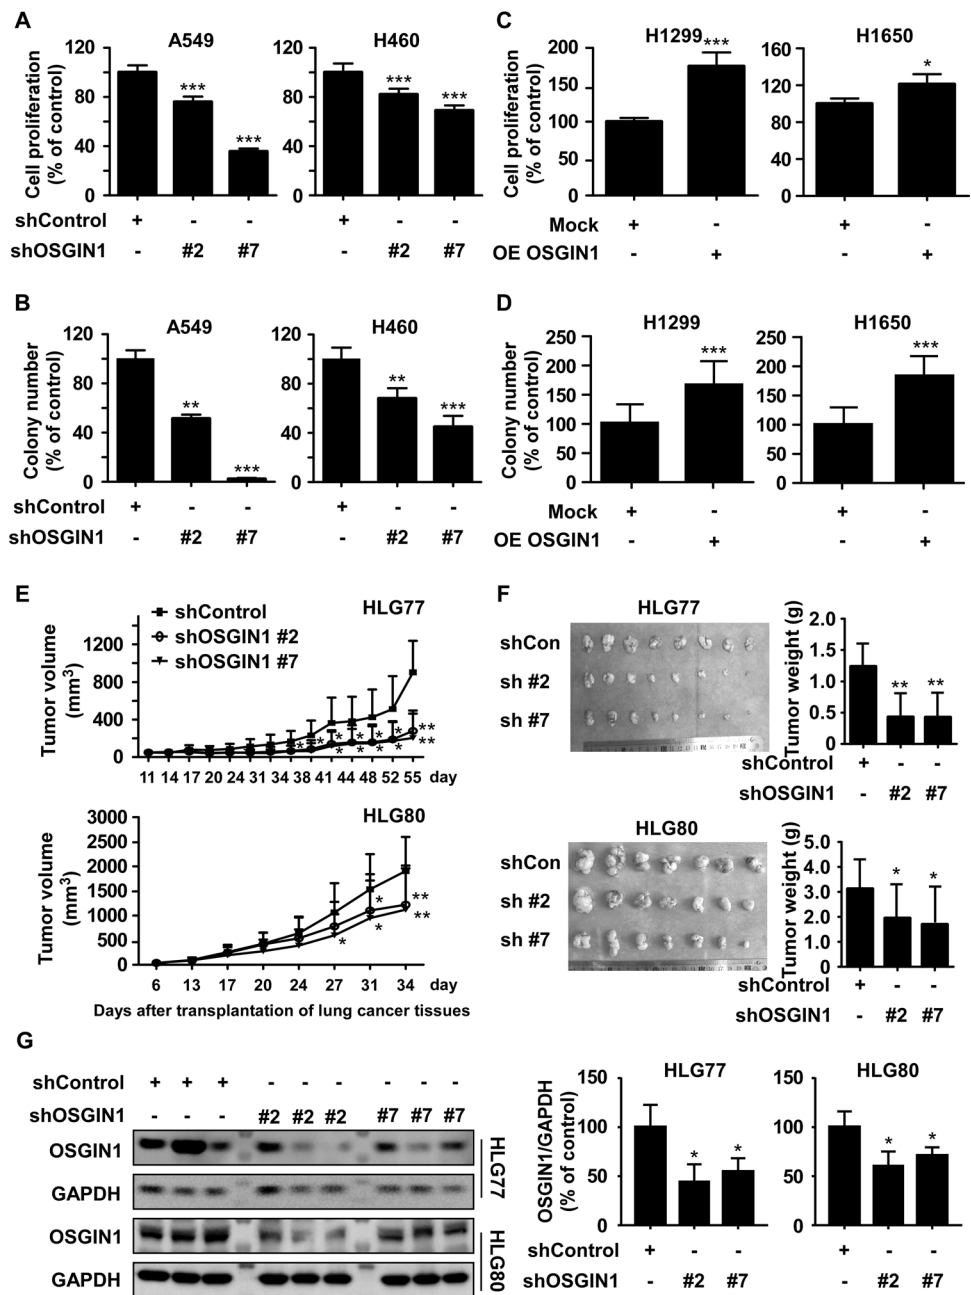 A
A549
H460
Cell proliferation
(% of control)
120
80
40
0
120
80
40
0
***
***
***
***
shControl + - - + - -
shOSGIN1 - #2 #7 - #2 #7
C
H1299
H1650
Cell proliferation
(% of control)
200
150
100
50
0
160
120
80
40
0
***
*
Mock + - + -
OE OSGIN1 - + - +
B
A549
H460
Colony number
(% of control)
120
80
40
0
120
80
40
0
**
***
**
***
shControl + - - + - -
shOSGIN1 - #2 #7 - #2 #7
D
H1299
H1650
Colony number
(% of control)
250
200
150
100
50
0
250
200
150
100
50
0
***
***
Mock + - + -
OE OSGIN1 - + - +
E
shControl
shOSGIN1 #2
shOSGIN1 #7
HLG77
Tumor volume
(mm3)
1200
800
400
0
* * * * * **
* * * * * **
11 14 17 20 24 31 34 38 41 44 48 52 55 day
HLG80
Tumor volume
(mm3)
3000
2500
2000
1500
1000
500
0
* **
* * **
6 13 17 20 24 27 31 34 day
Days after transplantation of lung cancer tissues
F
HLG77
shCon
sh #2
sh #7
Tumor weight (g)
2.0
1.5
1.0
0.5
0
** **
shControl + - -
shOSGIN1 - #2 #7
HLG80
shCon
sh #2
sh #7
Tumor weight (g)
5.0
4.0
3.0
2.0
1.0
0
* *
shControl + - -
shOSGIN1 - #2 #7
G
shControl + + + - - - - - -
shOSGIN1 - - - #2 #2 #2 #7 #7 #7
OSGIN1
GAPDH
HLG77
OSGIN1
GAPDH
HLG80
HLG77
HLG80
OSGIN1/GAPDH
(% of control)
150
100
50
0
150
100
50
0
* *
* *
shControl + - - + - -
shOSGIN1 - #2 #7 - #2 #7